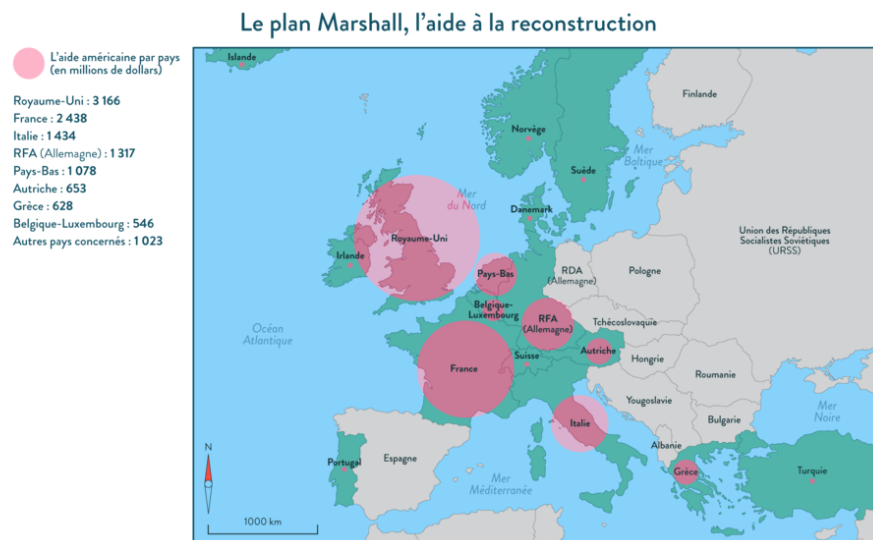 Le plan Marshall, l'aide à la reconstruction
L'aide américaine par pays
(en millions de dollars)
Royaume-Uni : 3 166
France : 2 438
Italie : 1 434
RFA (Allemagne) : 1 317
Pays-Bas : 1 078
Autriche : 653
Grèce : 628
Belgique-Luxembourg : 546
Autres pays concernés : 1 023
Islande
Finlande
Norvège
Mer
Baltique
Suède
Mer
du Nord
Danemark
Union des Républiques
Socialistes Soviétiques
(URSS)
Royaume-Uni
Irlande
Pays-Bas
RDA
(Allemagne)
Pologne
Belgique-
Luxembourg
RFA
(Allemagne)
Tchécoslovaquie
Océan
Atlantique
Suisse
Autriche
Hongrie
France
Roumanie
Yougoslavie
Mer
Noire
Bulgarie
Italie
Albanie
Portugal
Espagne
Grèce
Turquie
Mer
Méditerranée
N
1000 km